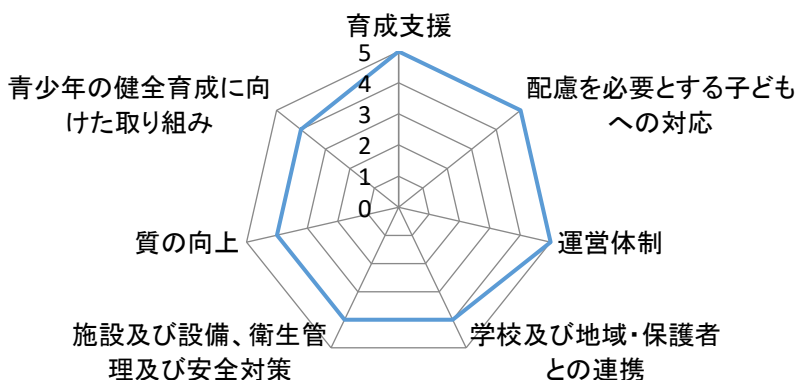 育成支援
配慮を必要とする子ども
への対応
運営体制
学校及び地域・保護者
との連携
施設及び設備、衛生管
理及び安全対策
質の向上
青少年の健全育成に向
けた取り組み
5
4
3
2
1
0